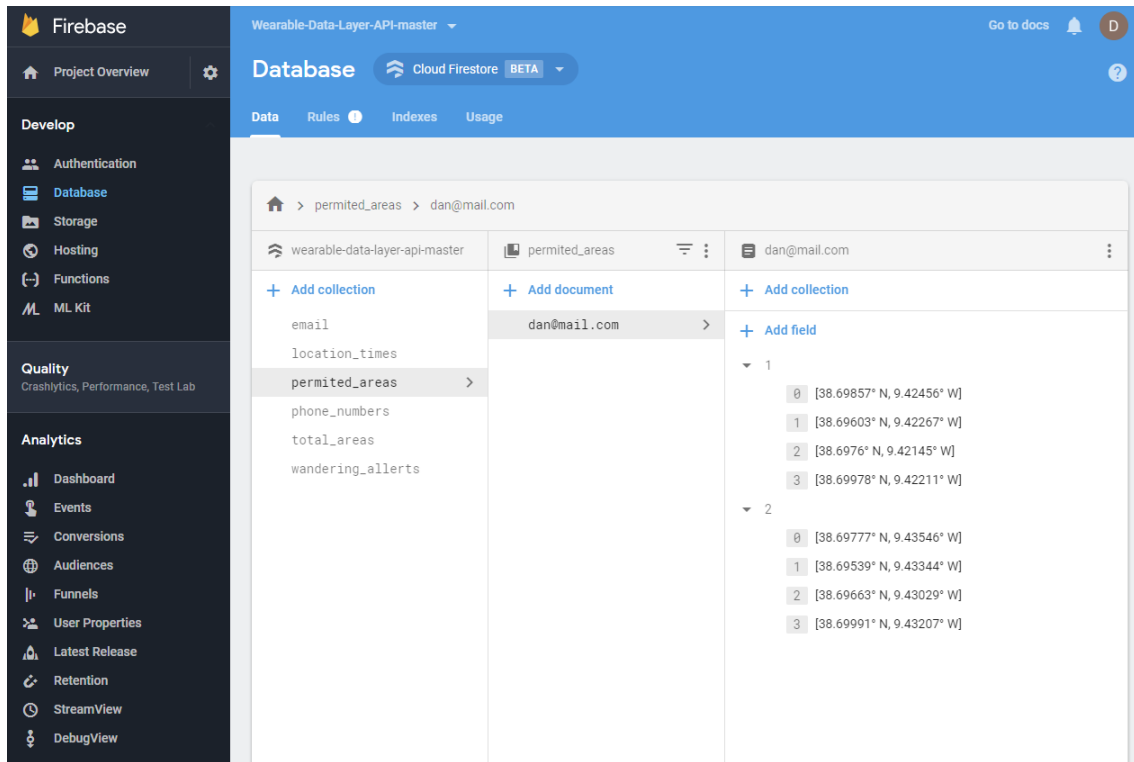 Firebase
Project Overview
Develop
Authentication
Database
Storage
Hosting
Functions
ML Kit
Quality
Crashlytics, Performance, Test Lab
Analytics
Dashboard
Events
Conversions
Audiences
Funnels
User Properties
Latest Release
Retention
StreamView
DebugView
Wearable-Data-Layer-API-master
Go to docs
D
Database
Cloud Firestore BETA
?
Data Rules ! Indexes Usage
> permited_areas > dan@mail.com
wearable-data-layer-api-master
+ Add collection
email
location_times
permited_areas >
phone_numbers
total_areas
wandering_allerts
permited_areas
+ Add document
dan@mail.com >
dan@mail.com
+ Add collection
+ Add field
1
0 [38.69857° N, 9.42456° W]
1 [38.69603° N, 9.42267° W]
2 [38.6976° N, 9.42145° W]
3 [38.69978° N, 9.42211° W]
2
0 [38.69777° N, 9.43546° W]
1 [38.69539° N, 9.43344° W]
2 [38.69663° N, 9.43029° W]
3 [38.69991° N, 9.43207° W]